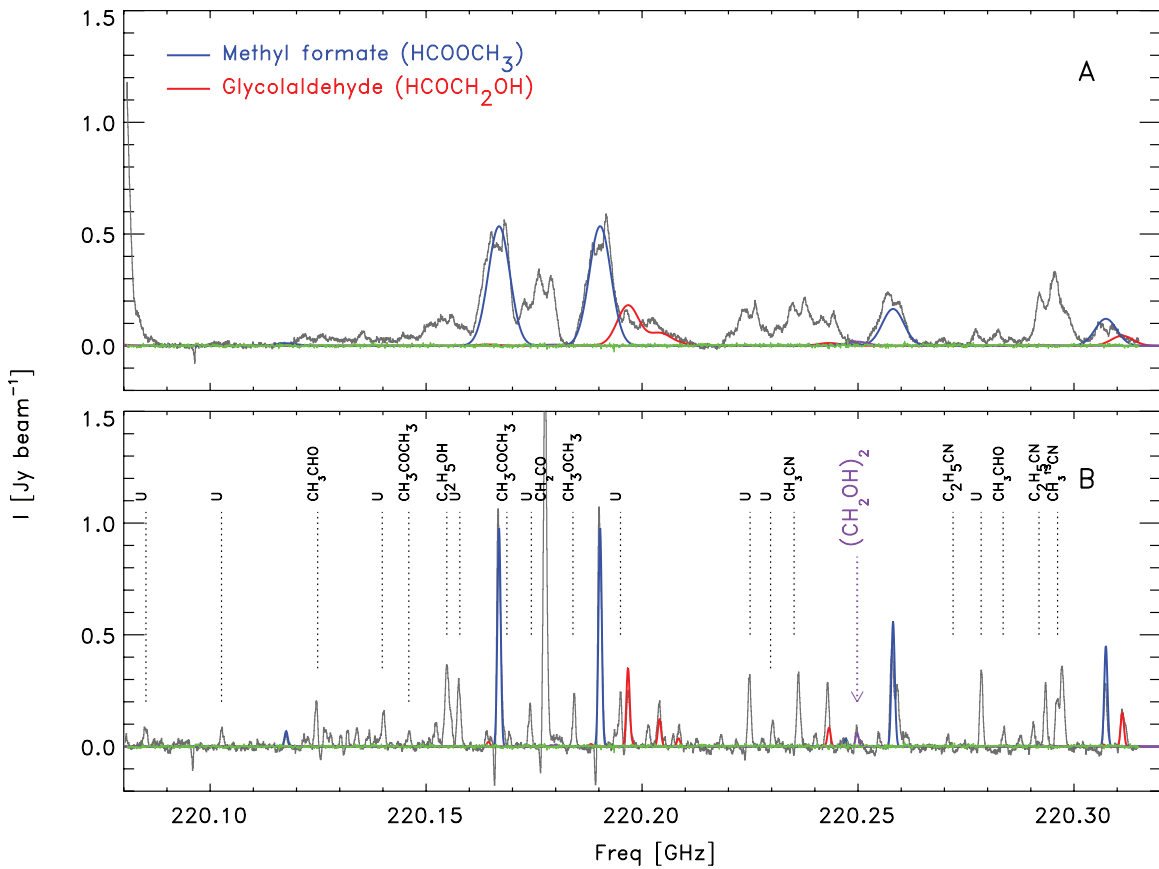 1.5
1.0
0.5
0.0
Methyl formate (HCOOCH3)
Glycolaldehyde (HCOCH2OH)
A
I [Jy beam⁻¹]
1.5
1.0
0.5
0.0
U
U
CH3CHO
U
CH3COCH3
C2H5OH
U
CH3COCH3
U
CH2CO
CH3OCH3
U
U
U
CH3CN
(CH2OH)2
C2H5CN
U
CH3CHO
C2H5CN
CH3¹³CN
B
220.10 220.15 220.20 220.25 220.30
Freq [GHz]